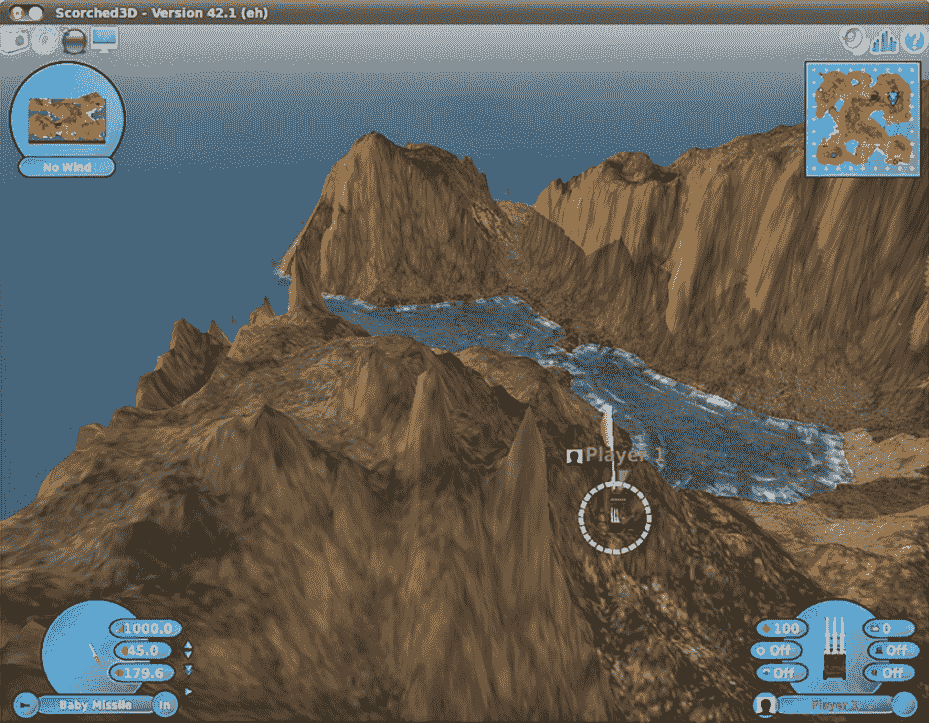 Scorched3D - Version 42.1 (eh)
No Wind
Player 1
1000.0
45.0
179.6
Baby Missile In
100 0
Off Off
Off Off